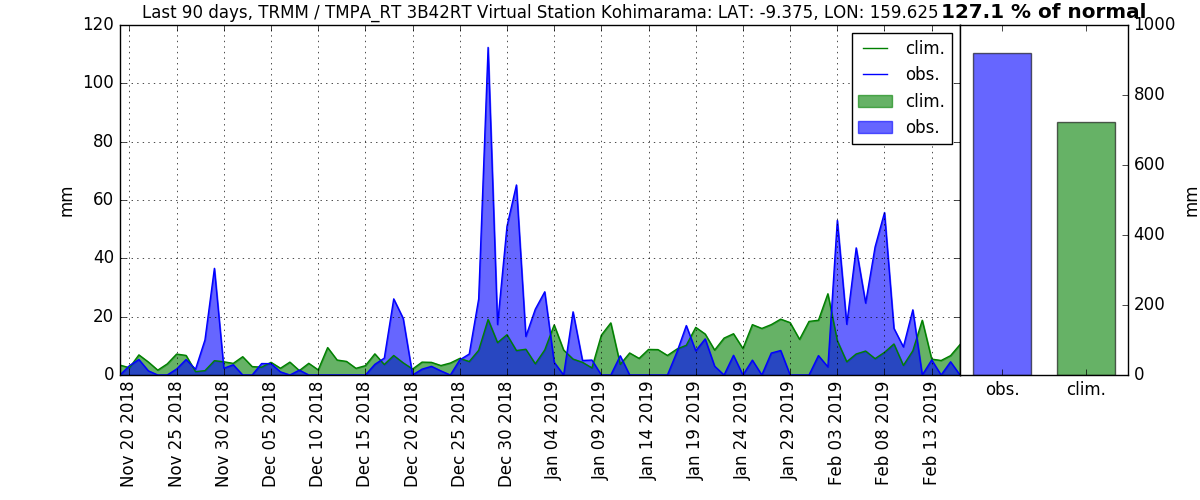 Last 90 days, TRMM / TMPA_RT 3B42RT Virtual Station Kohimarama: LAT: -9.375, LON: 159.625 127.1 % of normal
120
100
80
60
40
20
0
mm
clim.
obs.
clim.
obs.
1000
800
600
400
200
0
mm
Nov 20 2018
Nov 25 2018
Nov 30 2018
Dec 05 2018
Dec 10 2018
Dec 15 2018
Dec 20 2018
Dec 25 2018
Dec 30 2018
Jan 04 2019
Jan 09 2019
Jan 14 2019
Jan 19 2019
Jan 24 2019
Jan 29 2019
Feb 03 2019
Feb 08 2019
Feb 13 2019
obs.
clim.